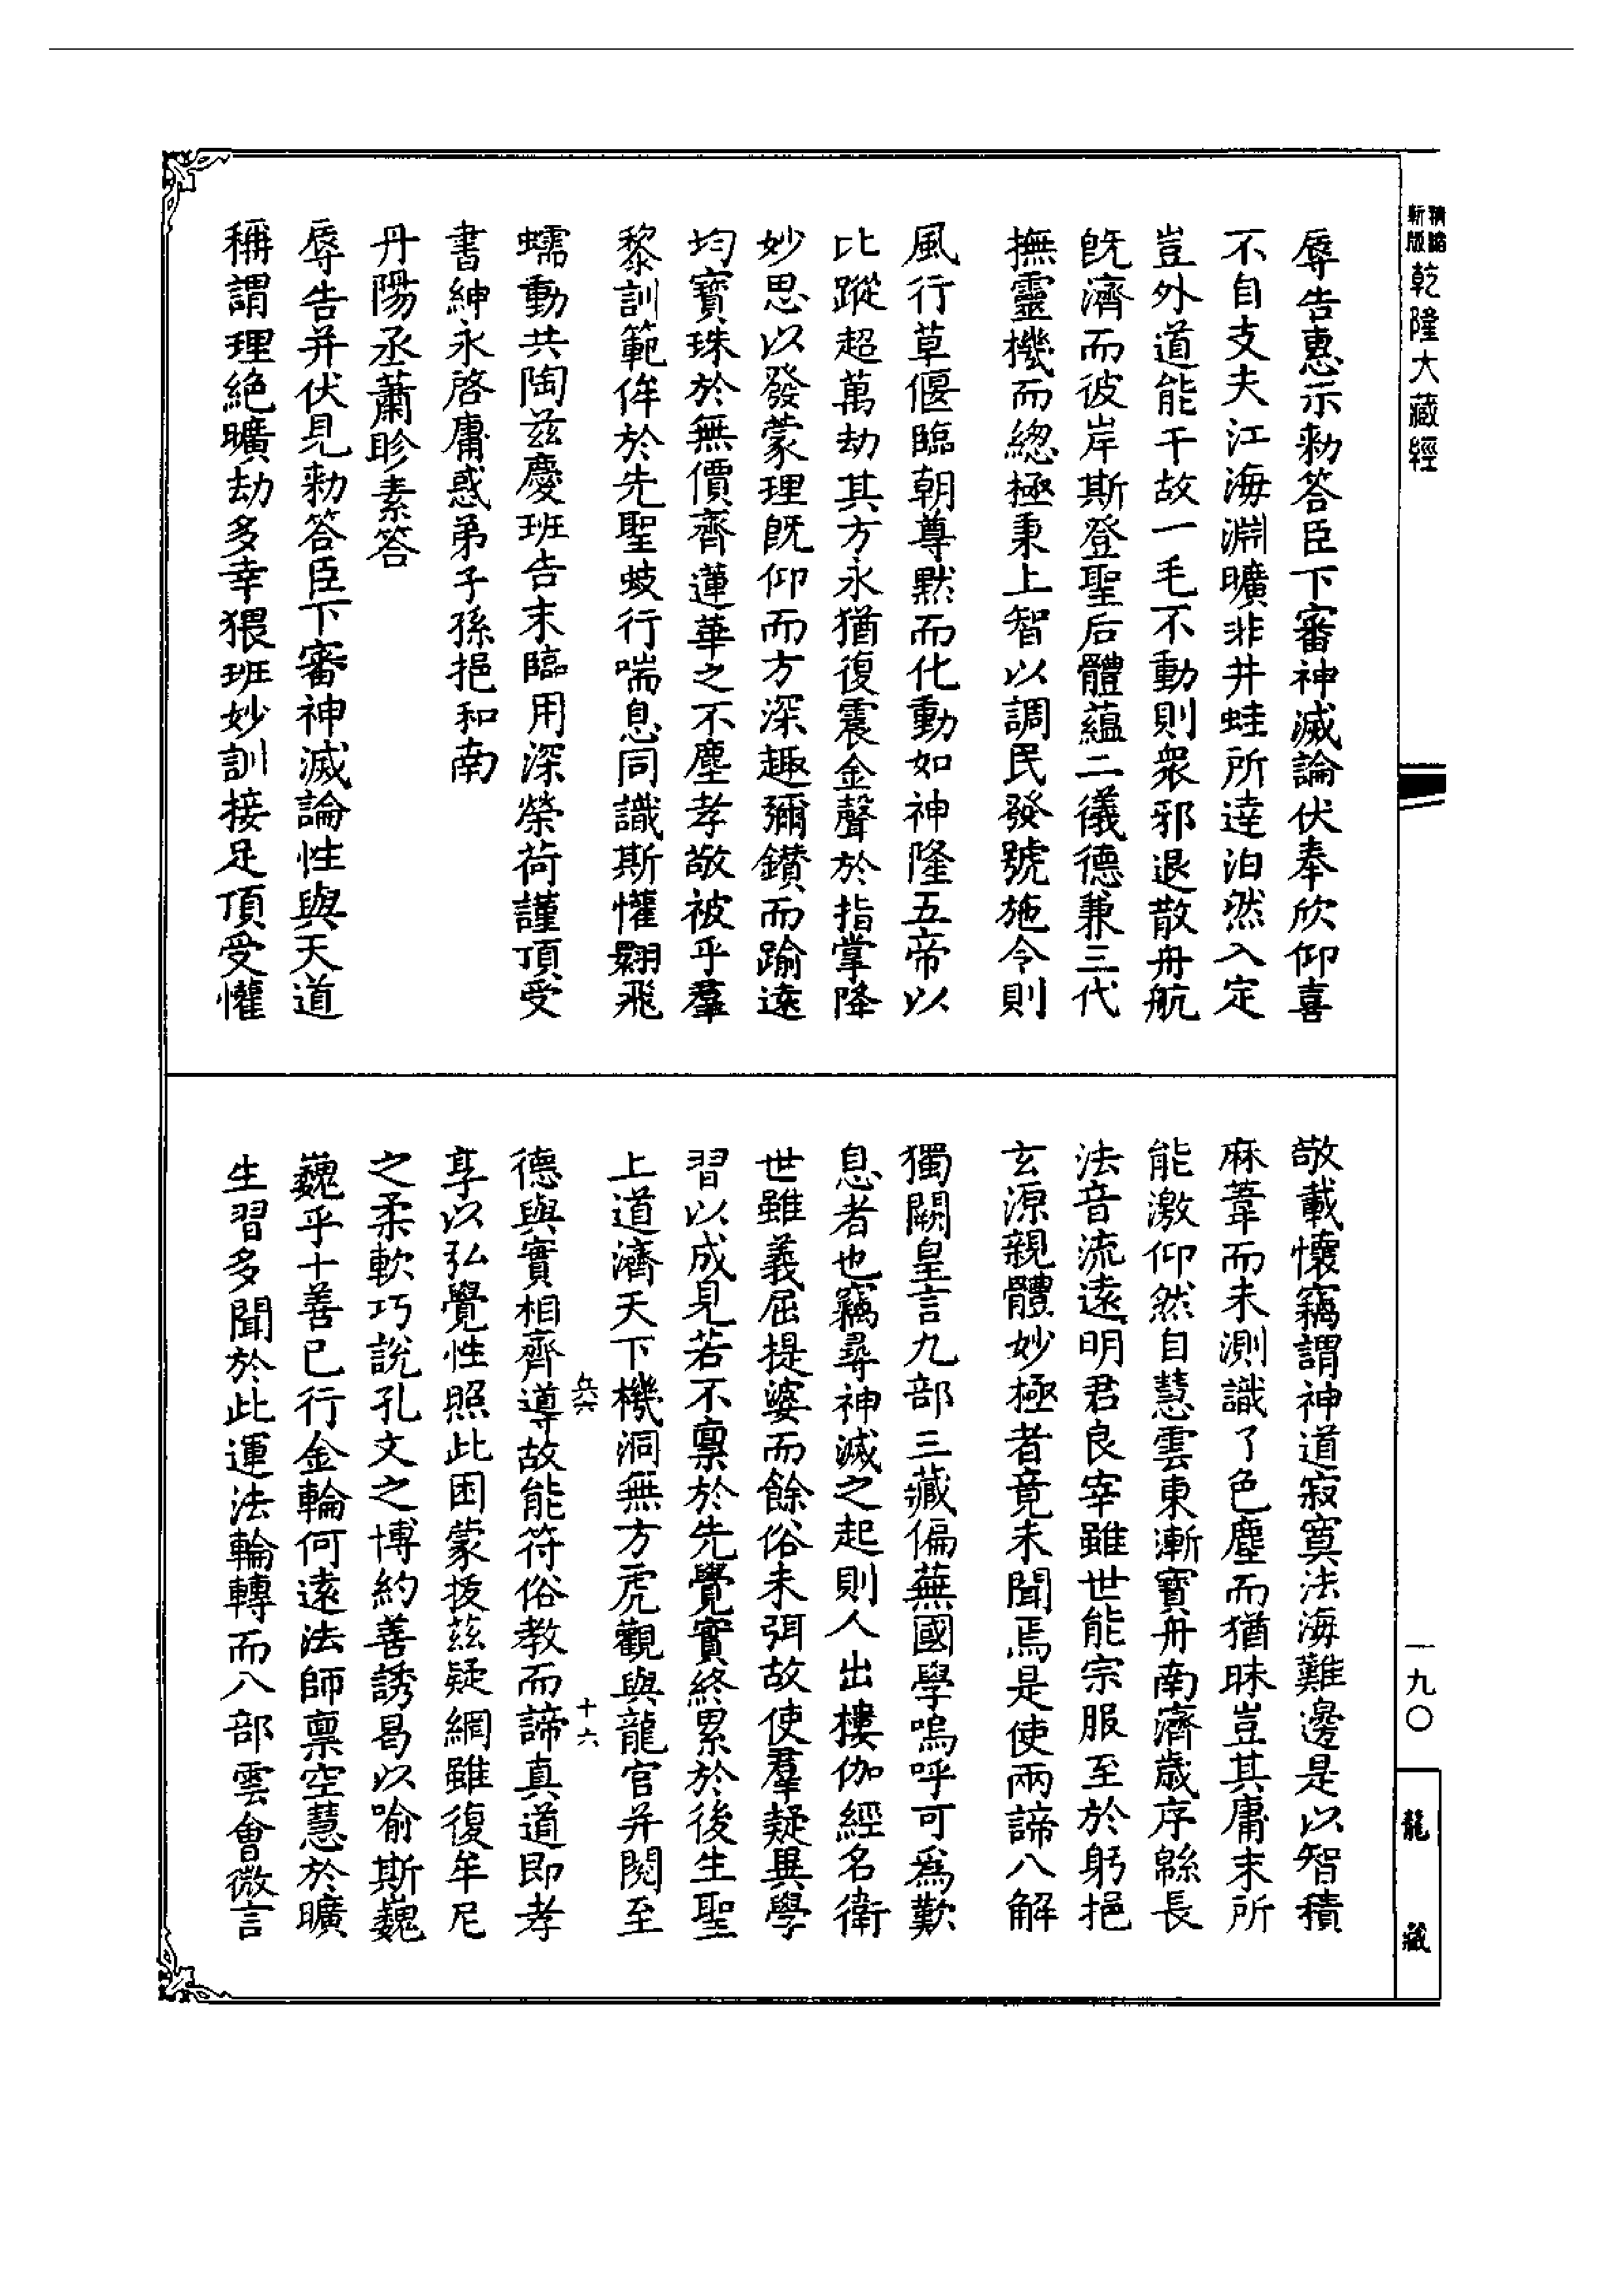 精縮
新版
乾隆大藏經
辱告惠示勑答臣下審神滅論伏奉欣仰喜
不自支夫江海淵曠非井蛙所達泊然入定
豈外道能干故一毛不動則衆邪退散舟航
旣濟而彼岸斯登聖后體蘊二儀德兼三代
撫靈機而總極秉上智以調民發號施令則
風行草偃臨朝尊默而化動如神隆五帝以
比蹤超萬劫其方永猶復震金聲於指掌降
妙思以發蒙理旣仰而方深趣彌鑽而踰遠
均寶珠於無價齊蓮華之不塵孝敬被乎羣
黎訓範侔於先聖蚑行喘息同識斯懽翾飛
蠕動共陶茲慶班告末臨用深榮荷謹頂受
書紳永啓庸惑弟子孫挹和南
丹陽丞蕭眕素答
辱告并伏見勑答臣下審神滅論性與天道
稱謂理絶曠劫多幸猥班妙訓接足頂受懽
敬載懷竊謂神道寂寞法海難邊是以智積
麻葦而未測識了色塵而猶昧豈其庸末所
能激仰然自慧雲東漸寶舟南濟歲序緜長
法音流遠明君良宰雖世能宗服至於躬挹
玄源親體妙極者竟未聞焉是使兩諦八解
獨闕皇言九部三藏偏蕪國學嗚呼可爲歎
息者也竊尋神滅之起則人出樓伽經名衛
世雖義屈提婆而餘俗未弭故使羣疑異學
習以成見若不禀於先覺實終累於後生聖
上道濟天下機洞無方虎觀與龍宫并閱至
德與實相齊導故能符俗教而諦真道即孝
享以弘覺性照此困蒙拔茲疑網雖復牟尼
之柔軟巧說孔文之博約善誘曷以喻斯巍
巍乎十善已行金輪何遠法師禀空慧於曠
生習多聞於此運法輪轉而八部雲會微言
兵六
十六
一九〇
龍藏